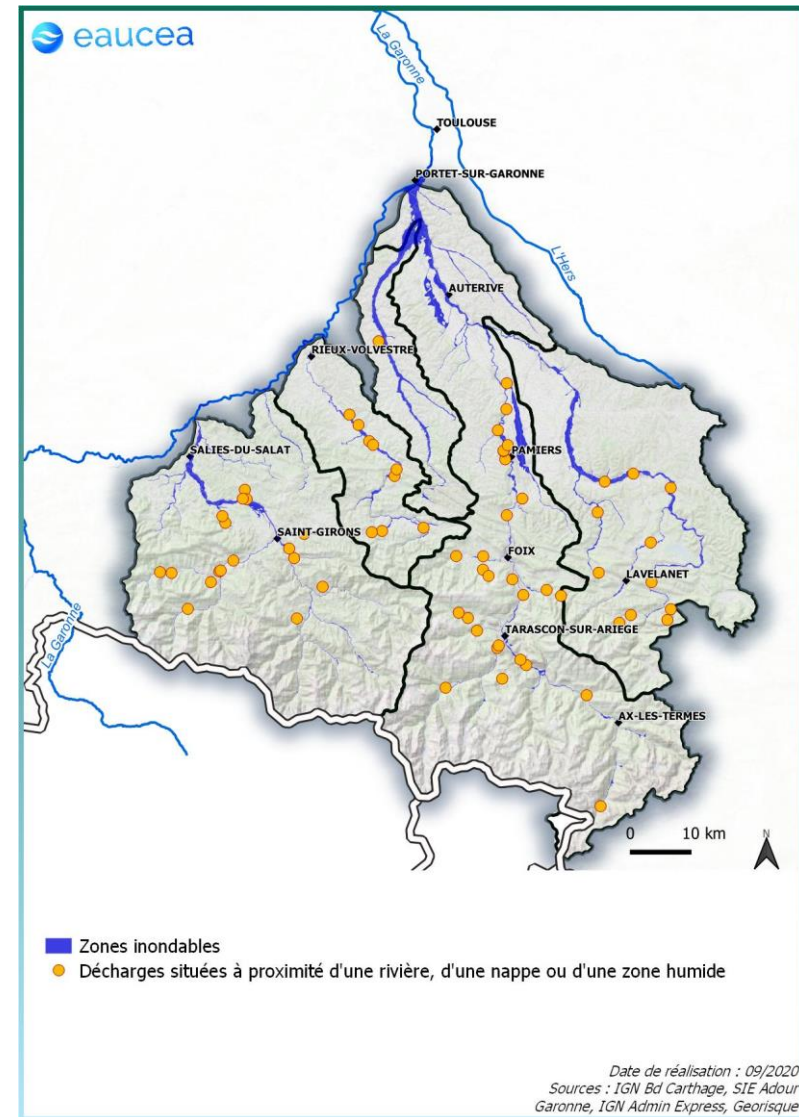 eaucea
La Garonne
TOULOUSE
PORTET-SUR-GARONNE
L'Hers
AUTERIVE
RIEUX-VOLVESTRE
SALIES-DU-SALAT
PAMIERS
SAINT-GIRONS
FOIX
LAVELANET
La Garonne
TARASCON-SUR-ARIEGE
AX-LES-TERMES
0 10 km
N
Zones inondables
Décharges situées à proximité d'une rivière, d'une nappe ou d'une zone humide
Date de réalisation : 09/2020
Sources : IGN Bd Carthage, SIE Adour
Garonne, IGN Admin Express, Georisque